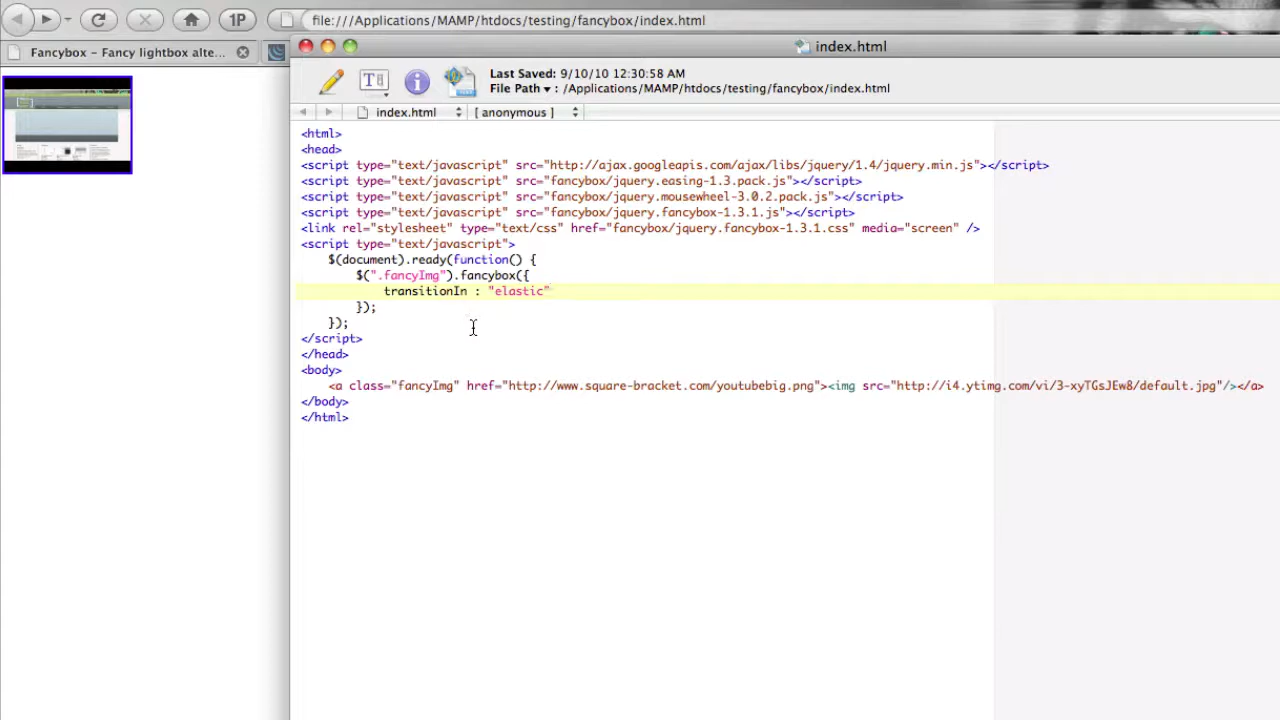 1P
file:///Applications/MAMP/htdocs/testing/fancybox/index.html
Fancybox - Fancy lightbox alte...
index.html
Last Saved: 9/10/10 12:30:58 AM
File Path ▾ : /Applications/MAMP/htdocs/testing/fancybox/index.html
index.html
[ anonymous ]
<html>
<head>
<script type="text/javascript" src="http://ajax.googleapis.com/ajax/libs/jquery/1.4/jquery.min.js"></script>
<script type="text/javascript" src="fancybox/jquery.easing-1.3.pack.js"></script>
<script type="text/javascript" src="fancybox/jquery.mousewheel-3.0.2.pack.js"></script>
<script type="text/javascript" src="fancybox/jquery.fancybox-1.3.1.js"></script>
<link rel="stylesheet" type="text/css" href="fancybox/jquery.fancybox-1.3.1.css" media="screen" />
<script type="text/javascript">
$(document).ready(function() {
$(".fancyImg").fancybox({
transitionIn : "elastic"
});
});
</script>
</head>
<body>
<a class="fancyImg" href="http://www.square-bracket.com/youtubebig.png"><img src="http://i4.ytimg.com/vi/3-xyTGsJEw8/default.jpg"/></a>
</body>
</html>